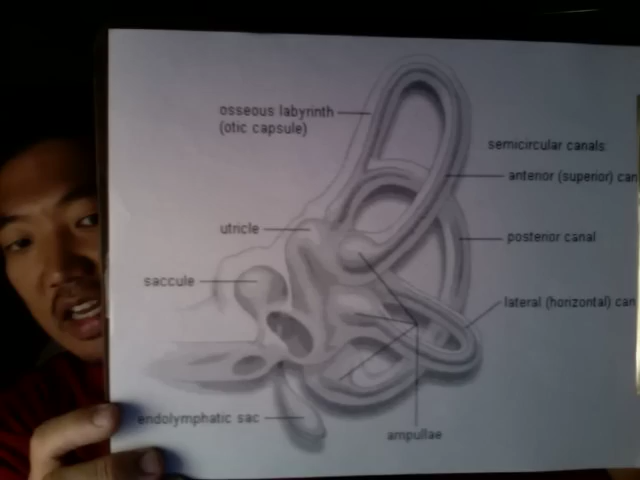 osseous labyrinth
(otic capsule)
semicircular canals
anterior (superior) can
utricle
posterior canal
saccule
lateral (horizontal) can
endolymphatic sac
ampullae